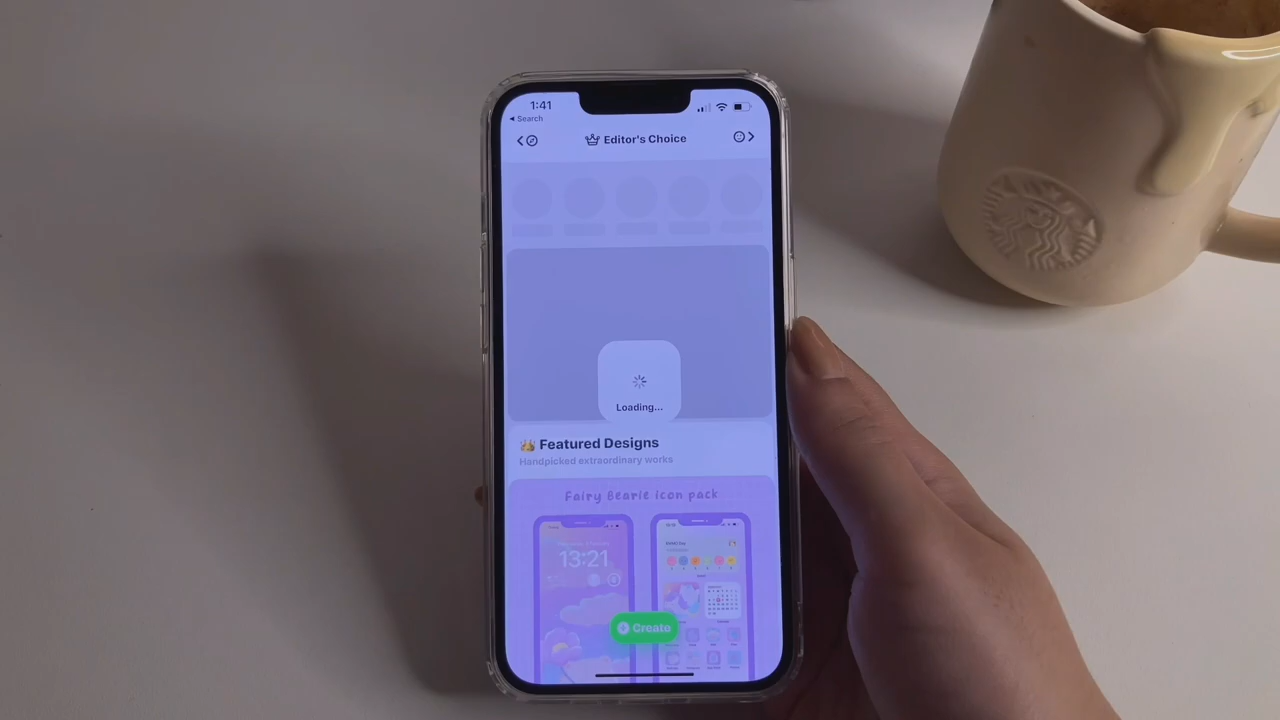 1:41
Search
Editor's Choice
Loading...
Featured Designs
Handpicked extraordinary works
Fairy Bearie icon pack
13:21
Create